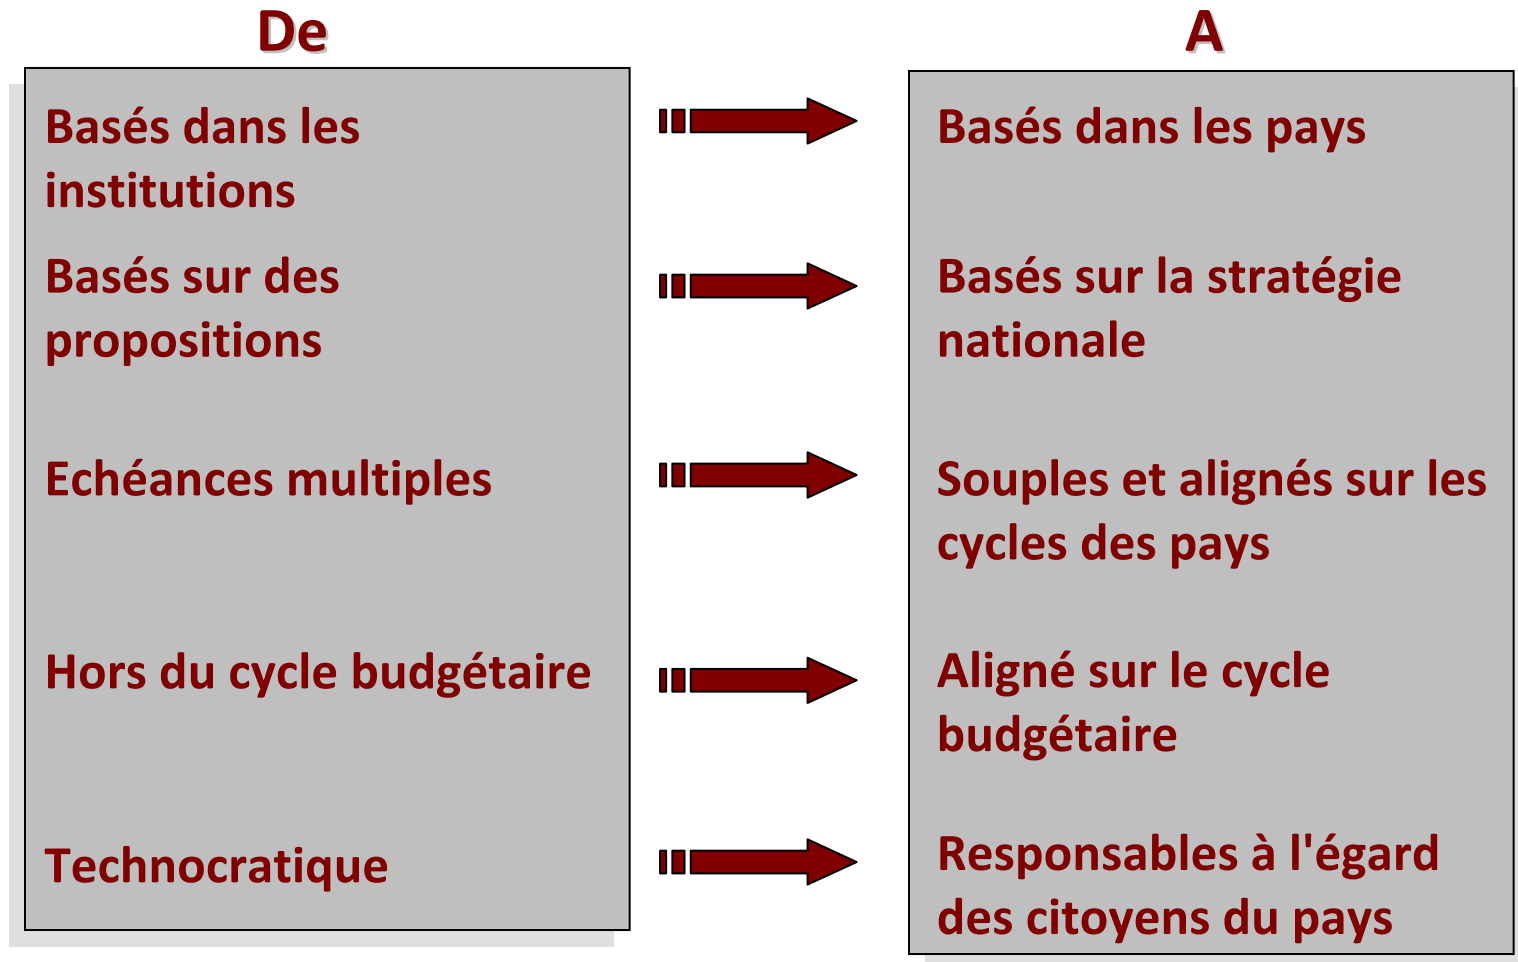 De
A
Basés dans les
institutions
Basés dans les pays
Basés sur des
propositions
Basés sur la stratégie
nationale
Echéances multiples
Souples et alignés sur les
cycles des pays
Hors du cycle budgétaire
Aligné sur le cycle
budgétaire
Technocratique
Responsables à l'égard
des citoyens du pays